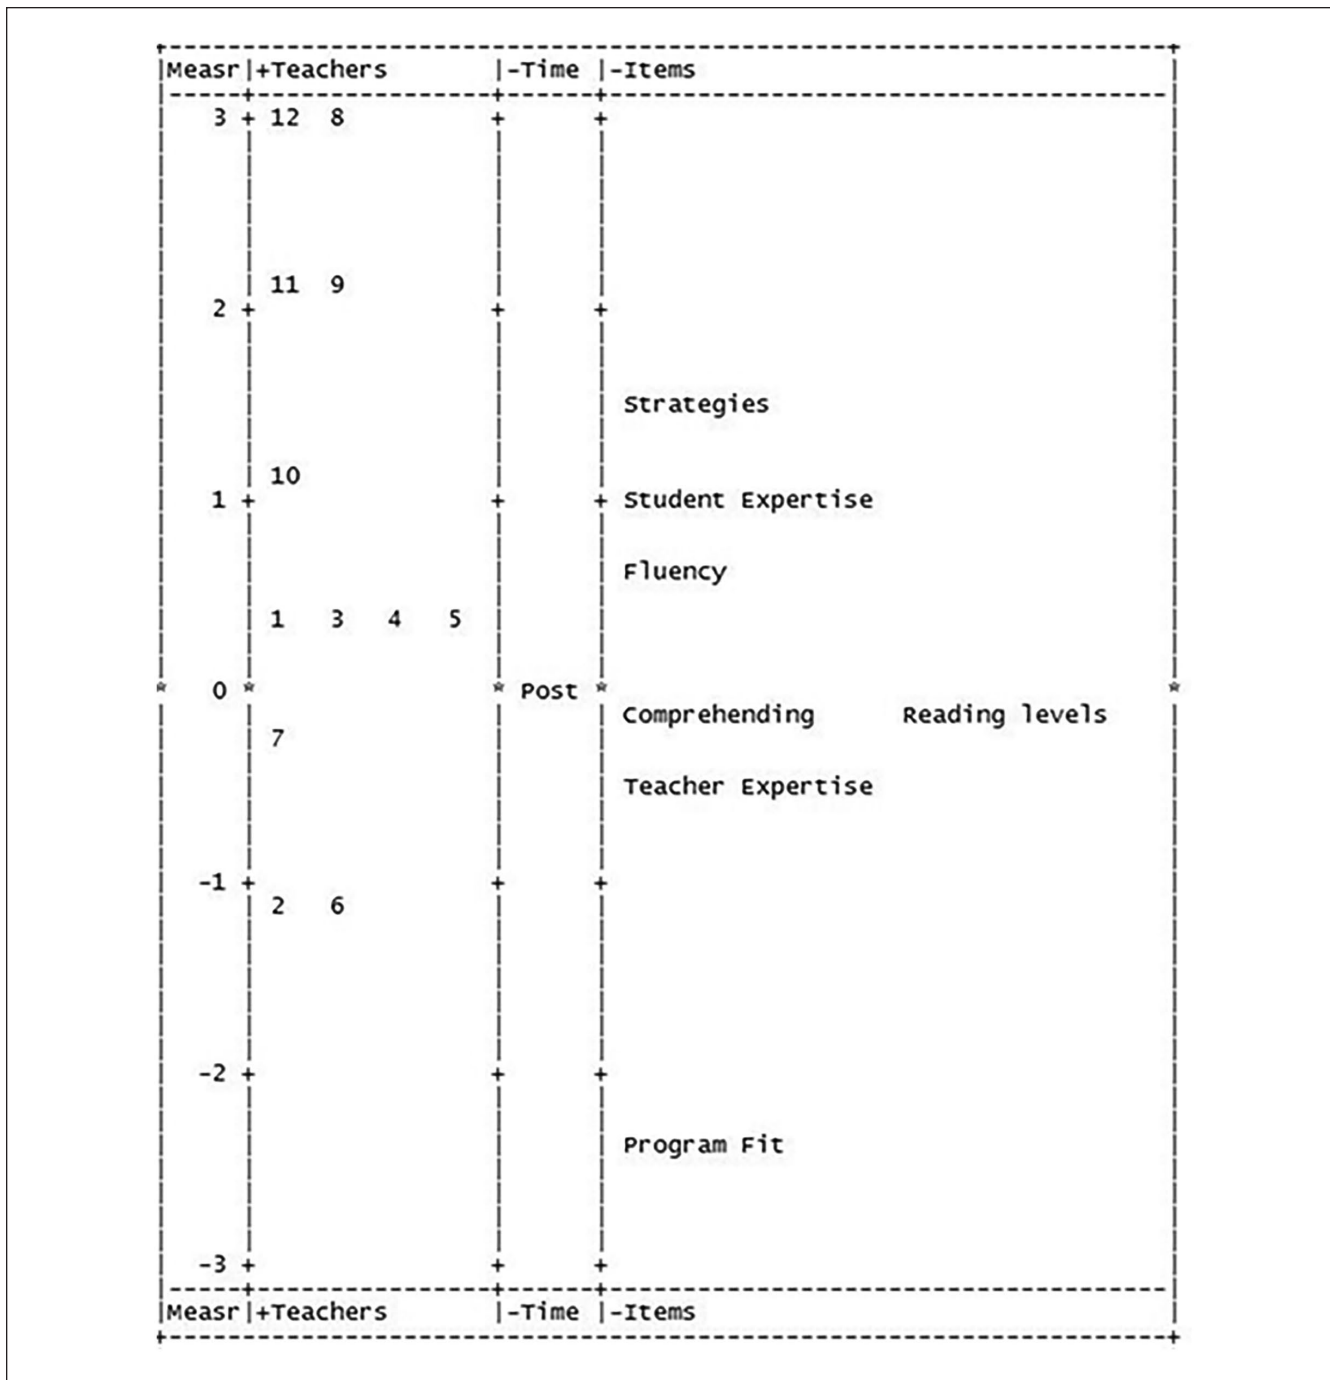 Measr|+Teachers |-Time |-Items
3 + 12 8 + +
11 9
2 + + +
Strategies
10
1 + + + Student Expertise
Fluency
1 3 4 5
* 0 * * Post * *
Comprehending Reading levels
7
Teacher Expertise
-1 + + +
2 6
-2 + + +
Program Fit
-3 + + +
Measr|+Teachers |-Time |-Items